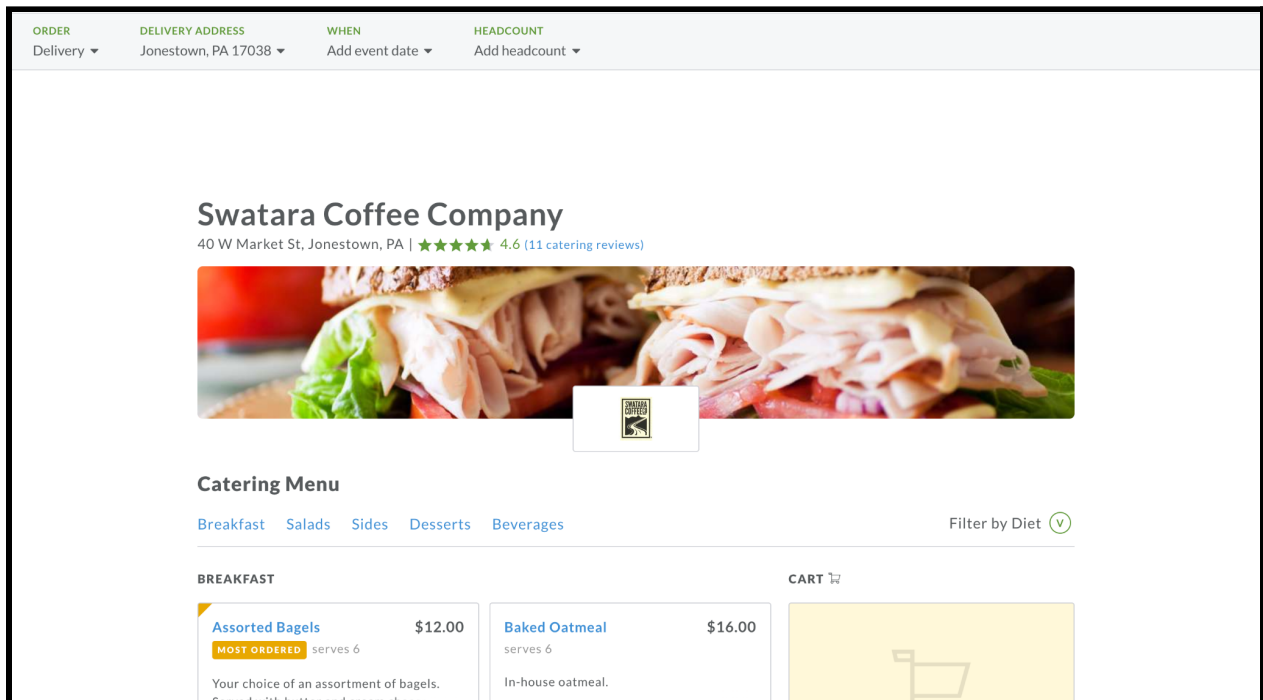 ORDER
Delivery
DELIVERY ADDRESS
Jonestown, PA 17038
WHEN
Add event date
HEADCOUNT
Add headcount
Swatara Coffee Company
40 W Market St, Jonestown, PA | 4.6 (11 catering reviews)
SWATARA
COFFEE CO
Catering Menu
Breakfast Salads Sides Desserts Beverages
Filter by Diet V
BREAKFAST
CART
Assorted Bagels $12.00
MOST ORDERED serves 6
Your choice of an assortment of bagels.
Baked Oatmeal $16.00
serves 6
In-house oatmeal.